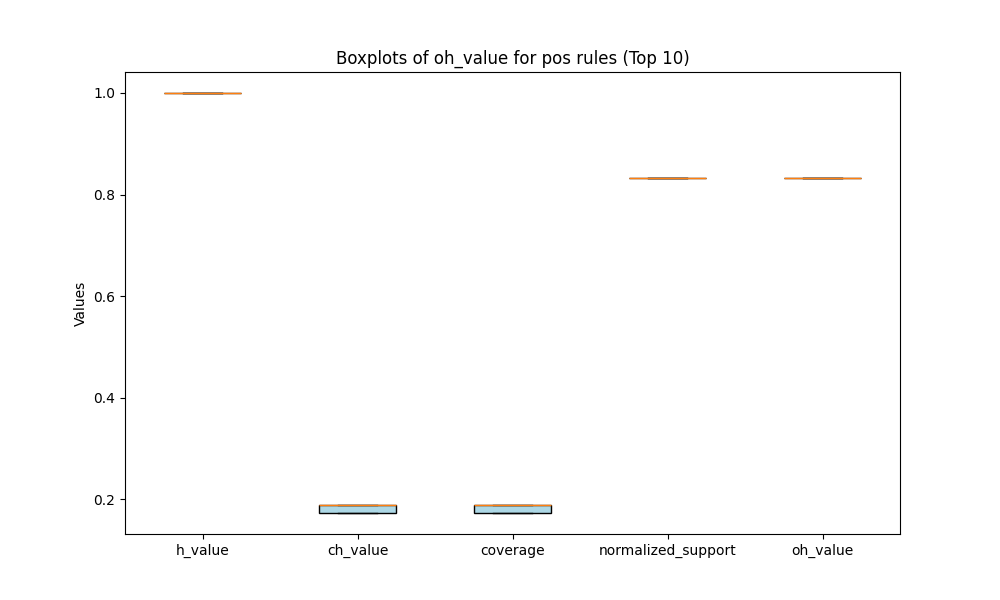 Boxplots of oh_value for pos rules (Top 10)
1.0
0.8
0.6
0.4
0.2
Values
h_value
ch_value
coverage
normalized_support
oh_value